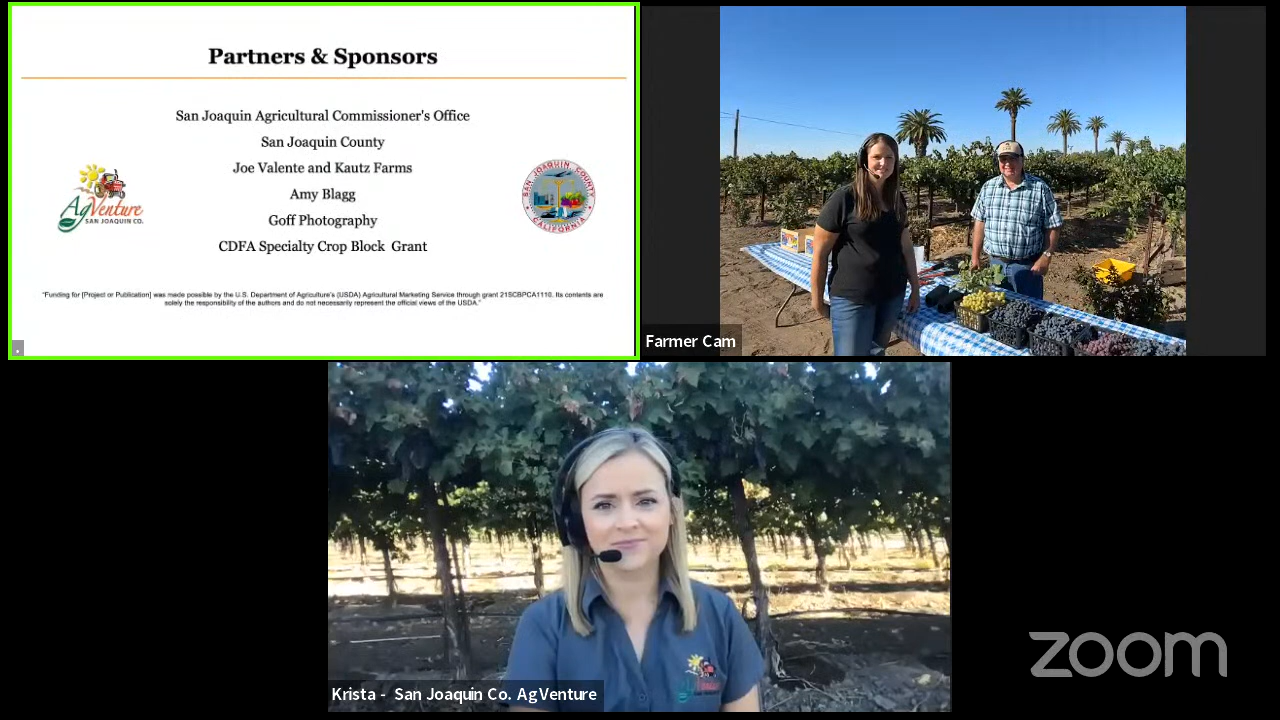 Partners & Sponsors
San Joaquin Agricultural Commissioner's Office
San Joaquin County
Joe Valente and Kautz Farms
Amy Blagg
Goff Photography
CDFA Specialty Crop Block Grant
AgVenture
SAN JOAQUIN CO.
SAN JOAQUIN COUNTY
CALIFORNIA
"Funding for [Project or Publication] was made possible by the U.S. Department of Agriculture's (USDA) Agricultural Marketing Service through grant 21SCBPCA1110. Its contents are
solely the responsibility of the authors and do not necessarily represent the official views of the USDA."
.
Farmer Cam
Krista - San Joaquin Co. AgVenture
zoom